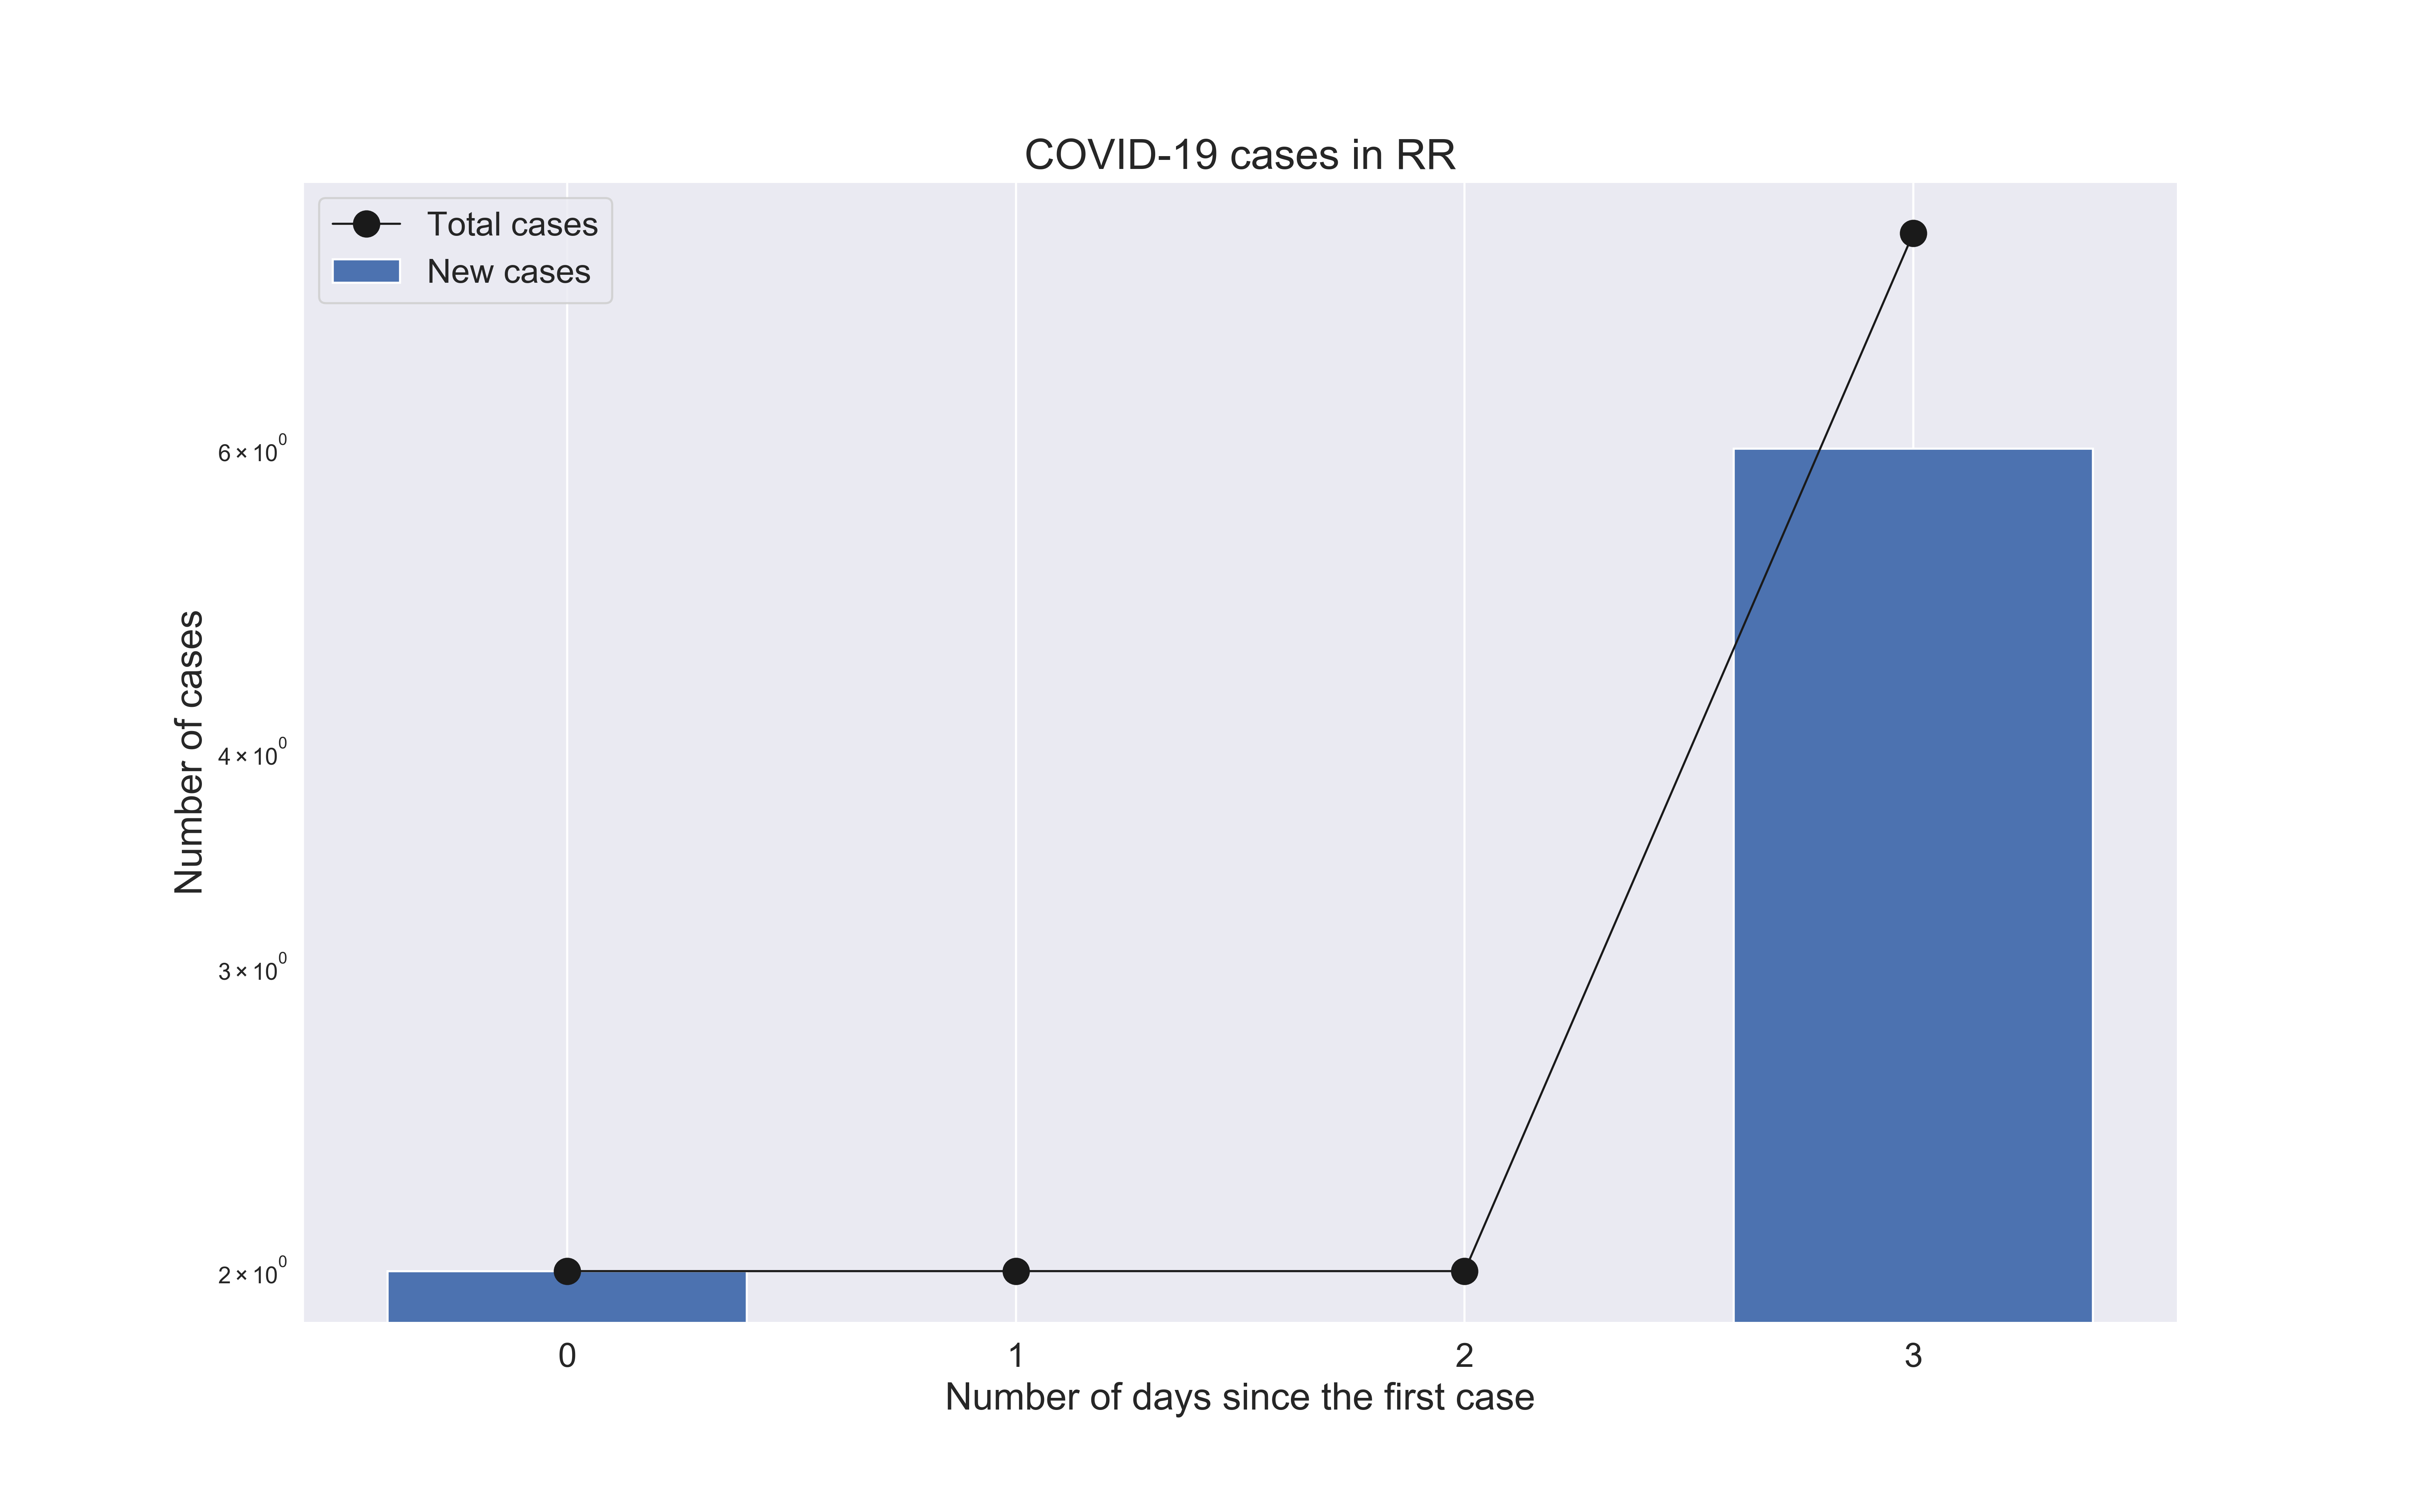 COVID-19 cases in RR
Total cases
New cases
6 × 10⁰
4 × 10⁰
3 × 10⁰
2 × 10⁰
Number of cases
0 1 2 3
Number of days since the first case